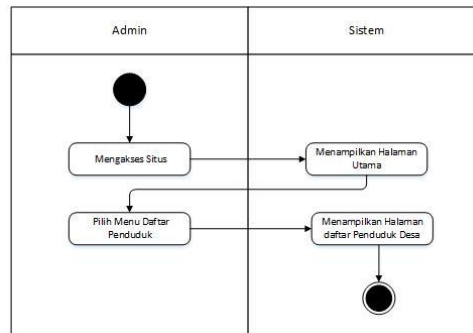 Admin
Sistem
Mengakses Situs
Menampilkan Halaman
Utama
Pilih Menu Daftar
Penduduk
Menampilkan Halaman
daftar Penduduk Desa